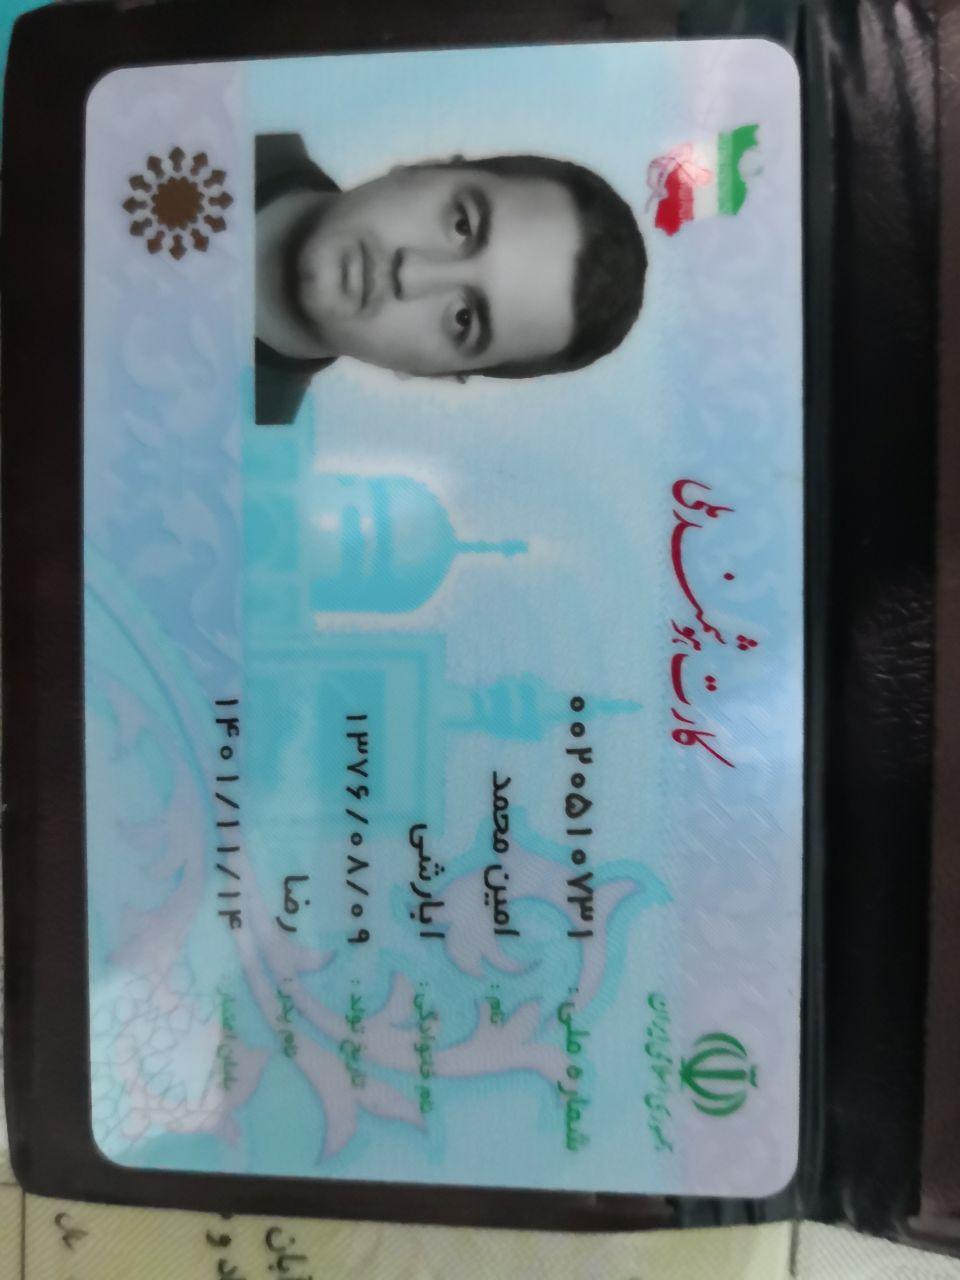 جمهوری اسلامی ایران
کارت هوشمند ملی
شماره ملی: ۰۰۲۰۵۱۰۷۳۱
نام: امین محمد
نام خانوادگی: ابارشی
تاریخ تولد: ۱۳۷۶/۰۸/۰۹
نام پدر: رضا
پایان اعتبار: ۱۴۰۱/۱۱/۱۴
آبان